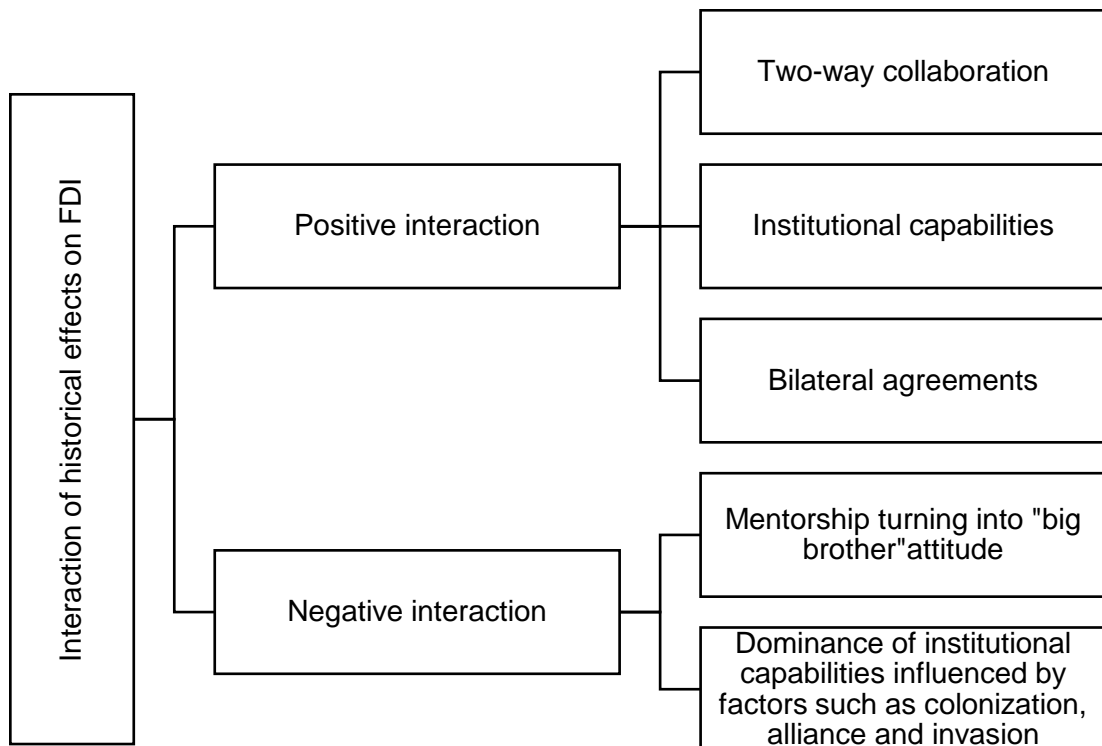 Interaction of historical effects on FDI
Positive interaction
Two-way collaboration
Institutional capabilities
Bilateral agreements
Negative interaction
Mentorship turning into "big
brother"attitude
Dominance of institutional
capabilities influenced by
factors such as colonization,
alliance and invasion